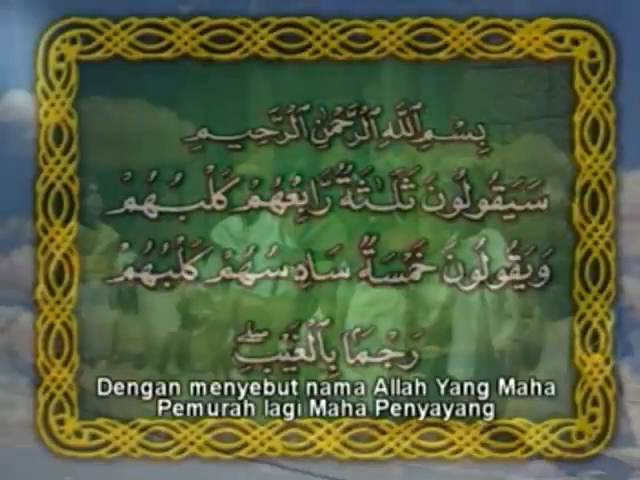 بِسْمِ ٱللَّهِ ٱلرَّحْمَٰنِ ٱلرَّحِيمِ
سَيَقُولُونَ ثَلَٰثَةٌ رَّابِعُهُمْ كَلْبُهُمْ
وَيَقُولُونَ خَمْسَةٌ سَادِسُهُمْ كَلْبُهُمْ
رَجْمًۢا بِٱلْغَيْبِ ۖ
Dengan menyebut nama Allah Yang Maha
Pemurah lagi Maha Penyayang